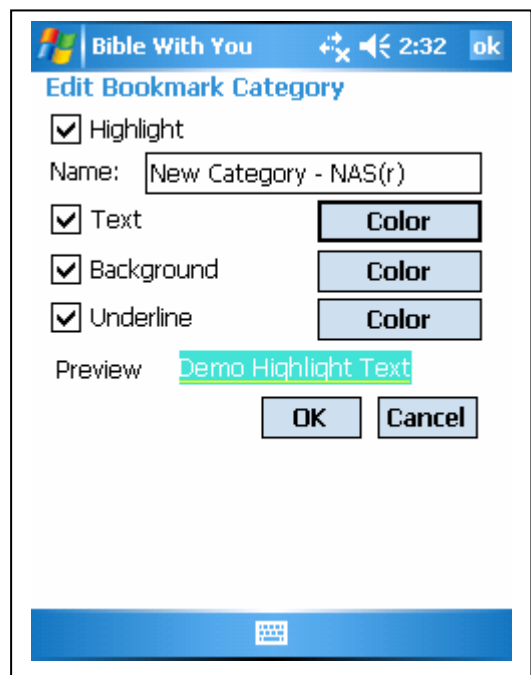 Bible With You 2:32 ok
Edit Bookmark Category
Highlight
Name: New Category - NAS(r)
Text Color
Background Color
Underline Color
Preview Demo Highlight Text
OK Cancel